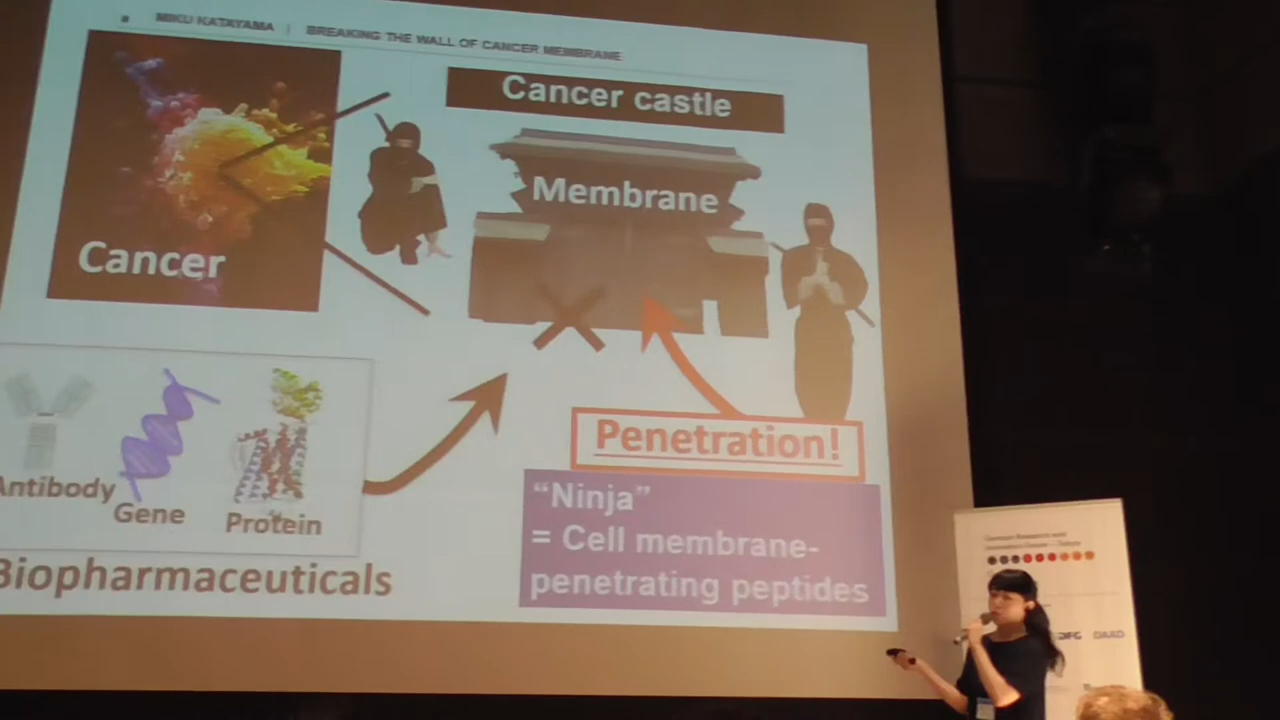 MIKU KATAYAMA | BREAKING THE WALL OF CANCER MEMBRANE
Cancer castle
Membrane
Cancer
Penetration!
Antibody
Gene
Protein
Biopharmaceuticals
“Ninja”
= Cell membrane-
penetrating peptides
DFG
DAAD